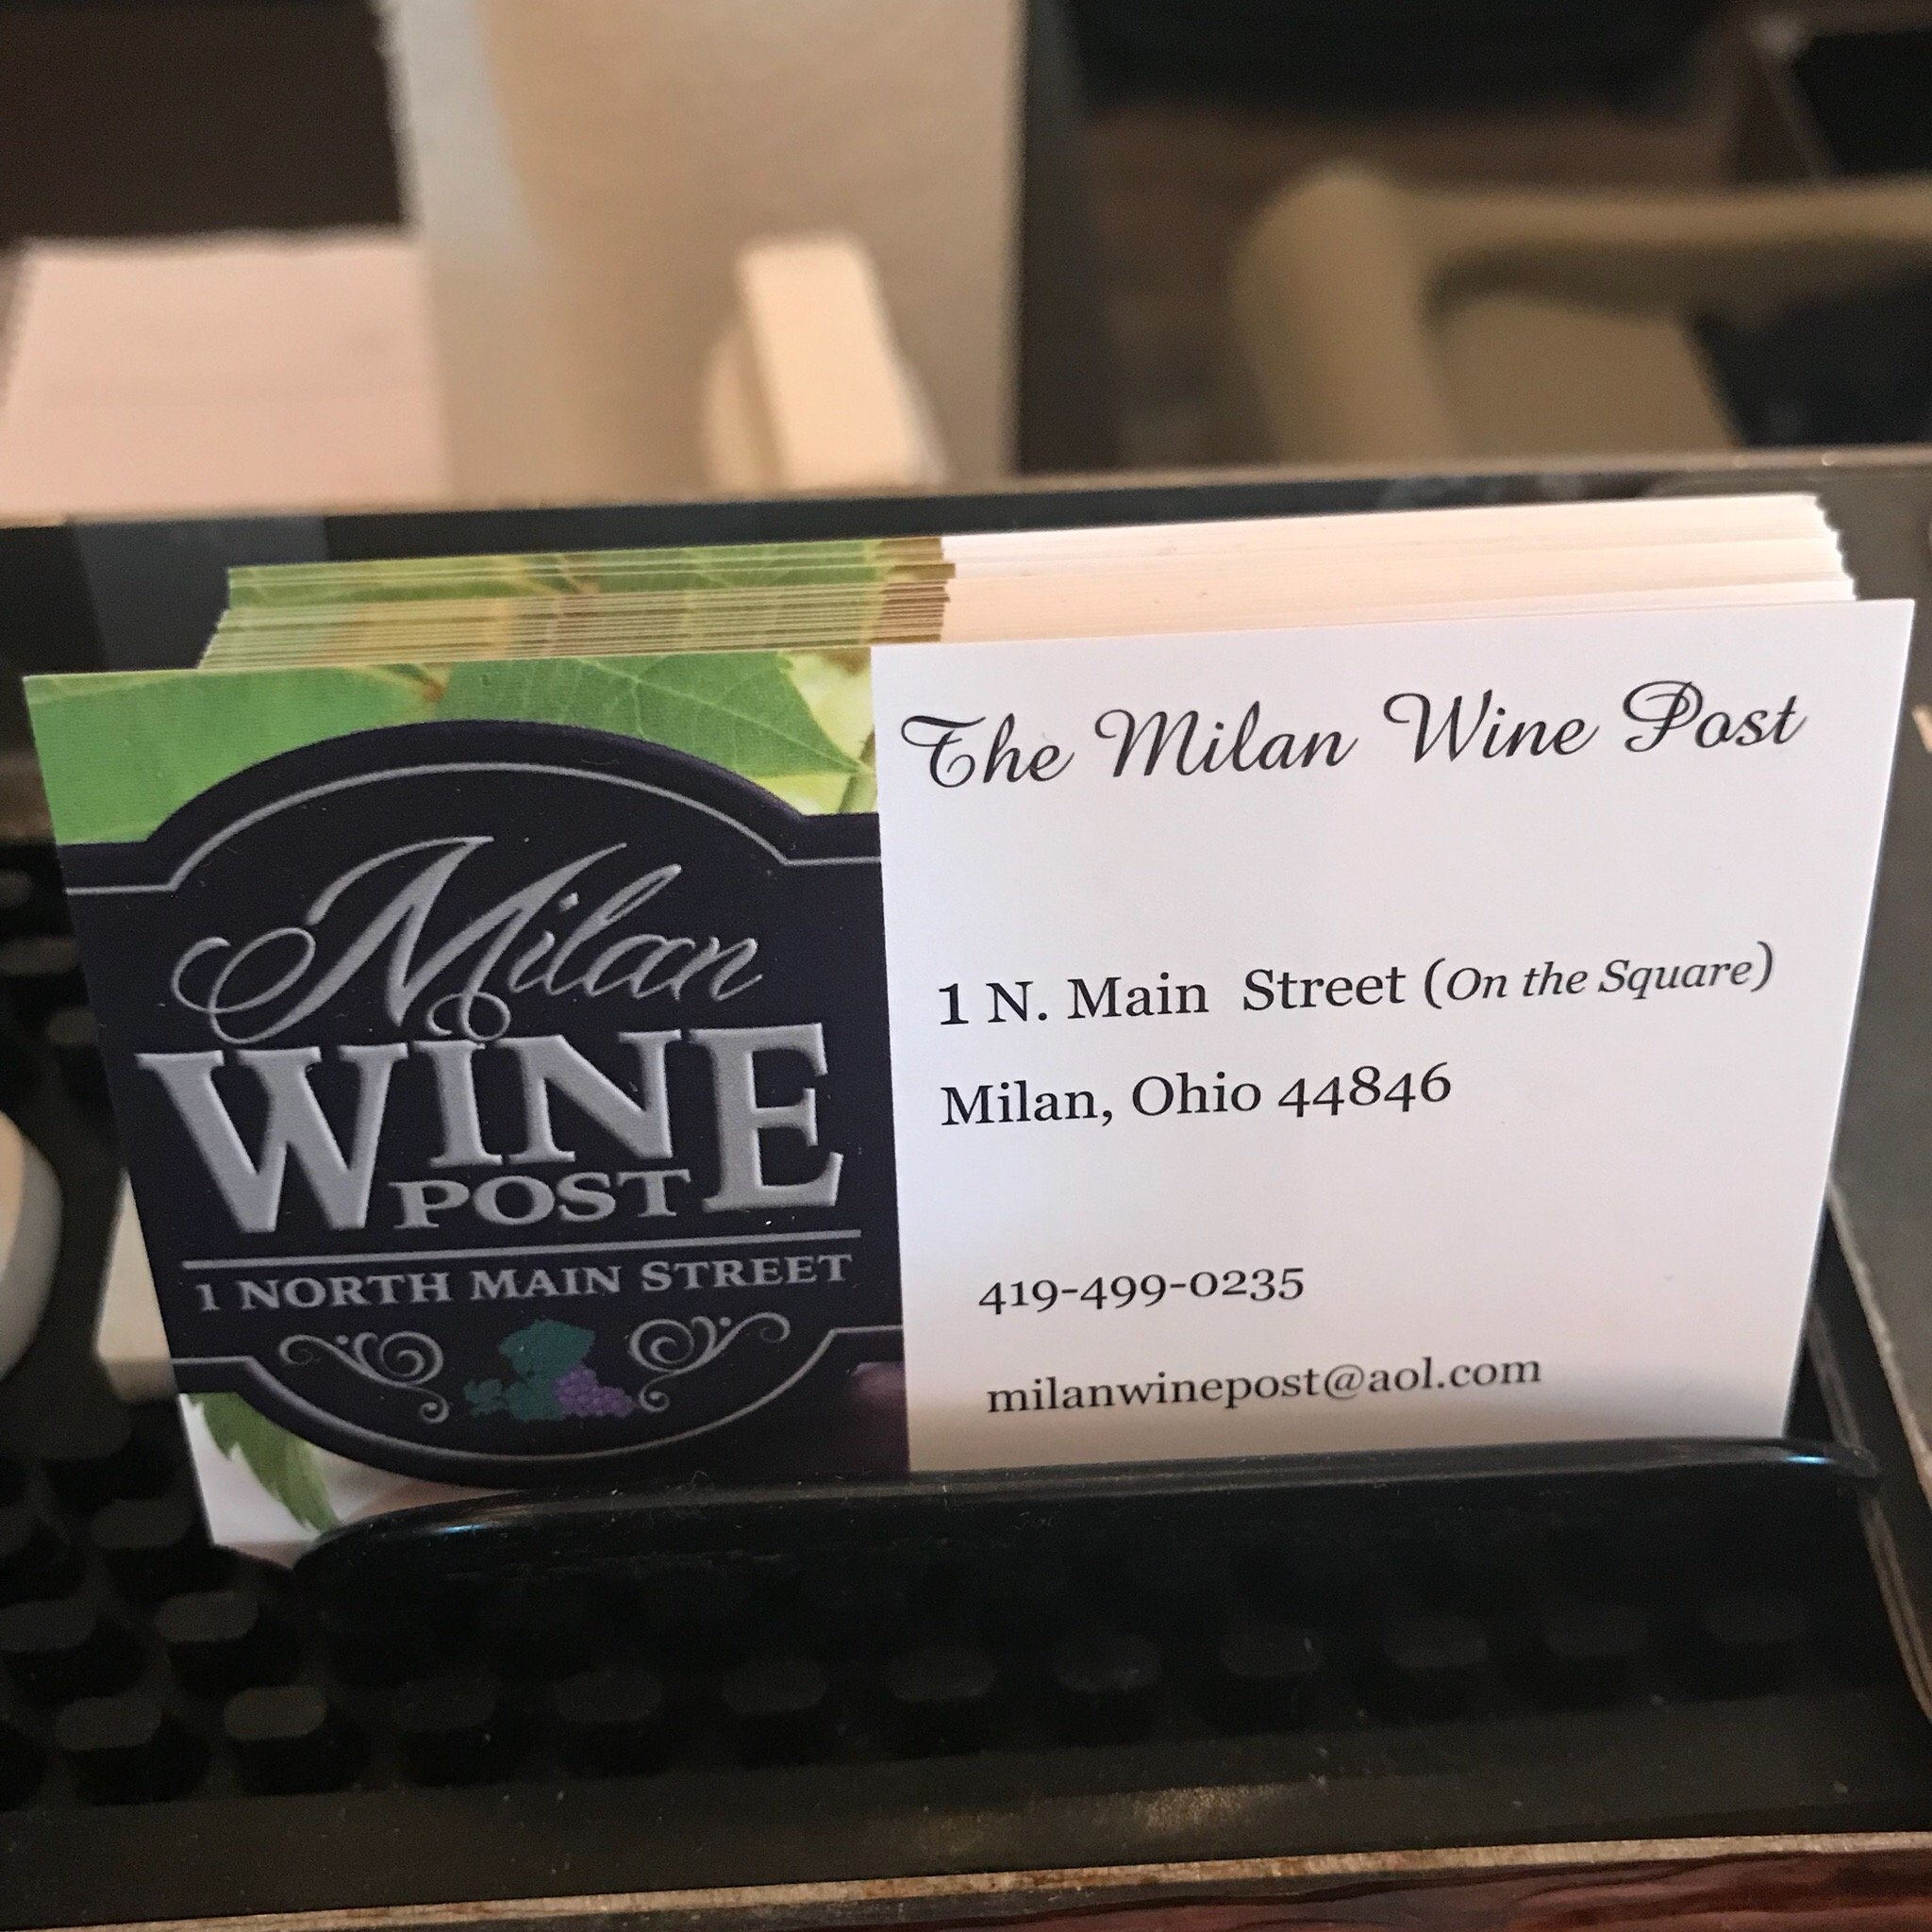 Milan
WINE
POST
1 NORTH MAIN STREET
The Milan Wine Post
1 N. Main Street (On the Square)
Milan, Ohio 44846
419-499-0235
milanwinepost@aol.com